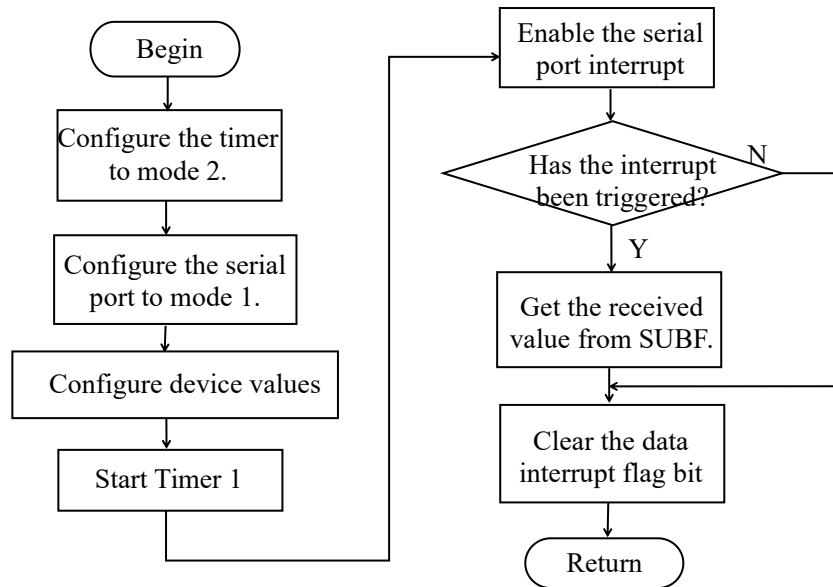 Begin
Configure the timer
to mode 2.
Configure the serial
port to mode 1.
Configure device values
Start Timer 1
Enable the serial
port interrupt
Has the interrupt
been triggered?
N
Y
Get the received
value from SUBF.
Clear the data
interrupt flag bit
Return